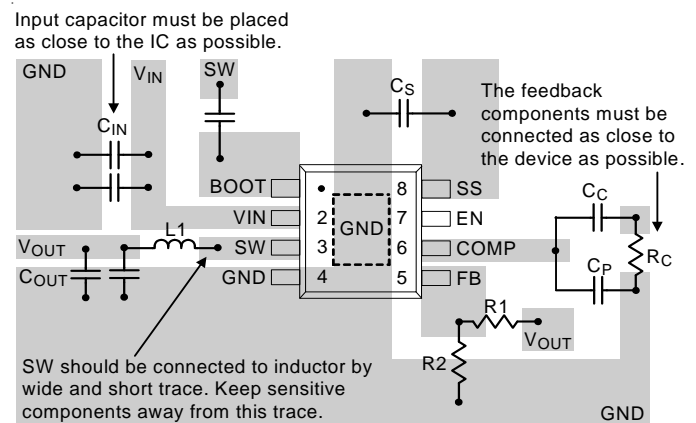 Input capacitor must be placed
as close to the IC as possible.
GND
VIN
SW
CS
The feedback
components must be
connected as close to
the device as possible.
CIN
BOOT
8
SS
VIN
2
GND
7
EN
CC
L1
VOUT
SW
3
6
COMP
RC
COUT
GND
4
5
FB
CP
R1
VOUT
R2
SW should be connected to inductor by
wide and short trace. Keep sensitive
components away from this trace.
GND